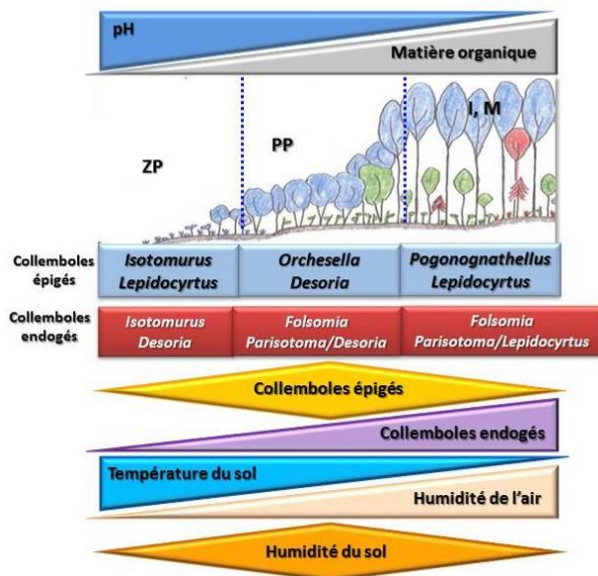 pH
Matière organique
ZP
PP
I, M
Collemboles
épigés
Isotomurus
Lepidocyrtus
Orchesella
Desoria
Pogonognathellus
Lepidocyrtus
Collemboles
endogés
Isotomurus
Desoria
Folsomia
Parisotoma/Desoria
Folsomia
Parisotoma/Lepidocyrtus
Collemboles épigés
Collemboles endogés
Température du sol
Humidité de l'air
Humidité du sol